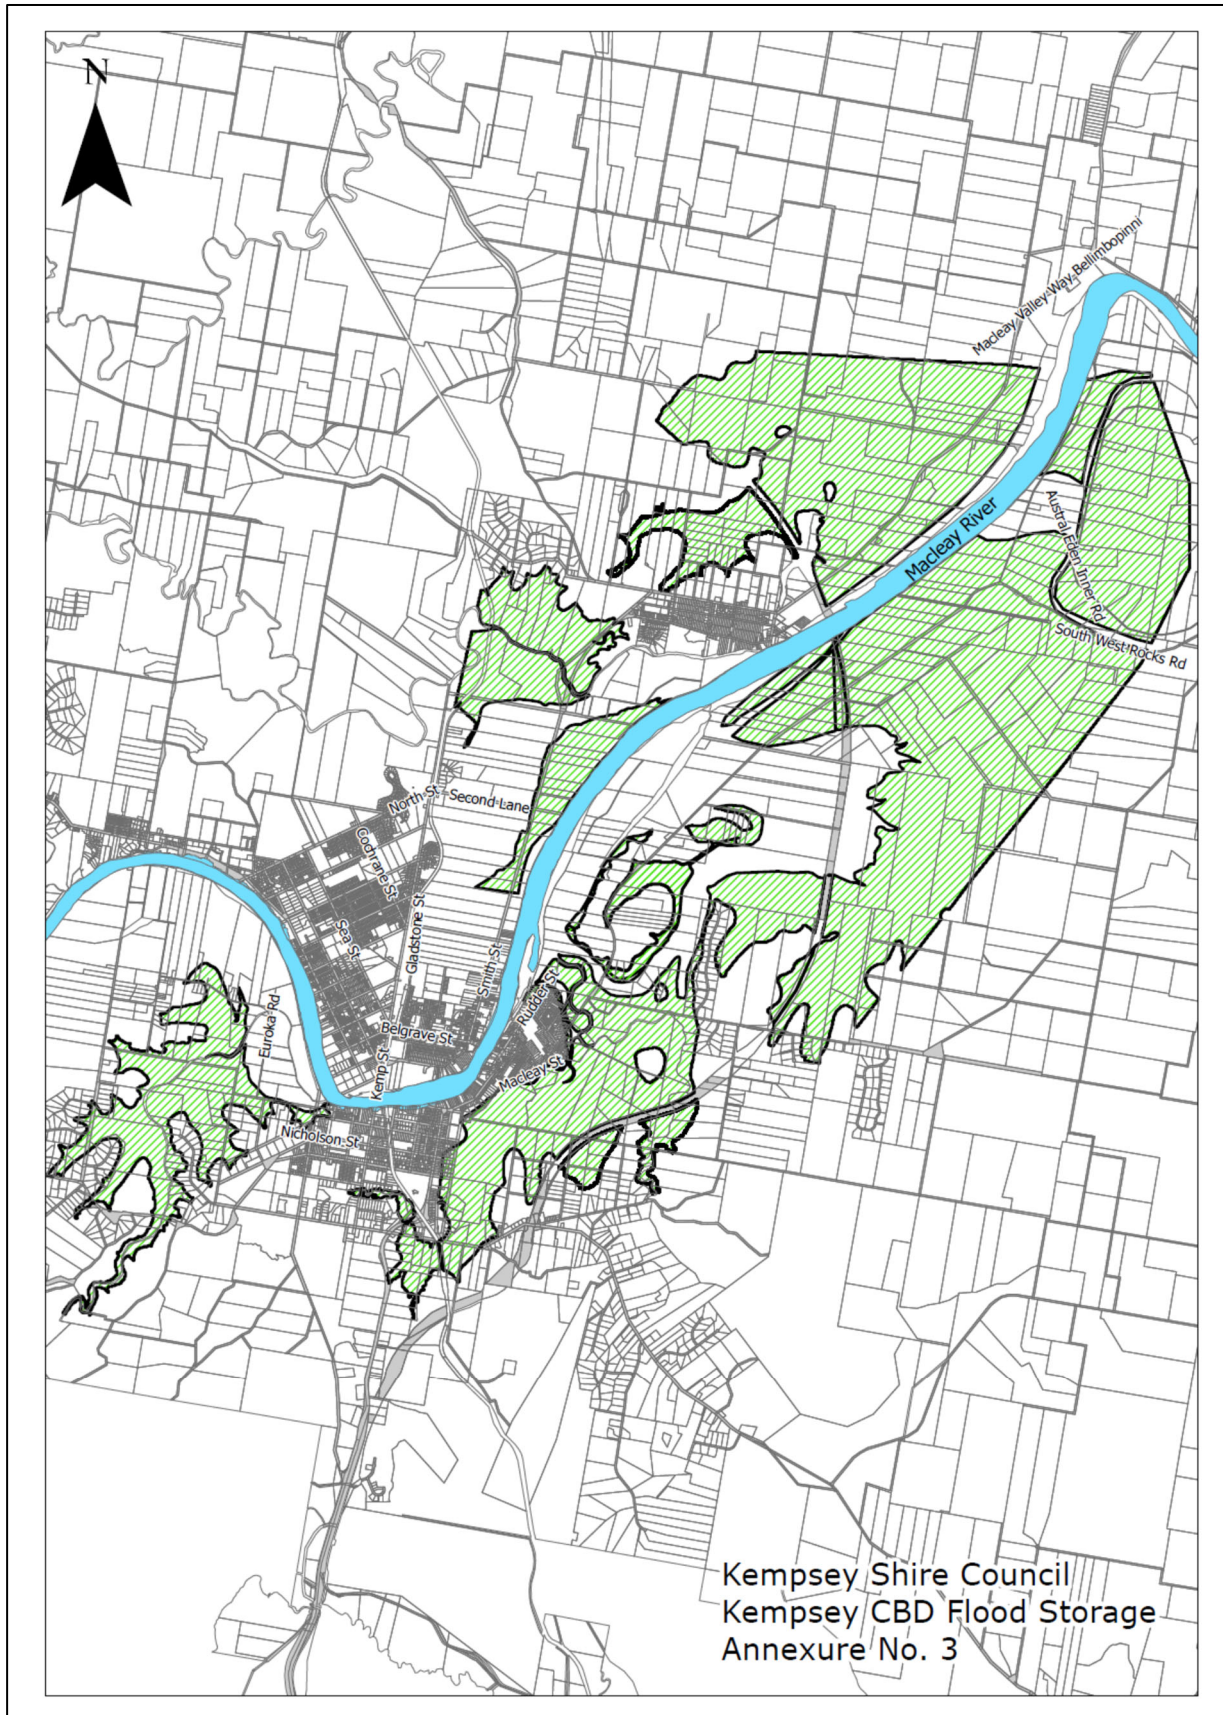 N
Macleay Valley Way Bellimbopinni
Macleay River
Austral Eden Inner Rd
South West Rocks Rd
North St
Second Lane
Cochrane St
Sea St
Gladstone St
Smith St
Rudder St
Euroka Rd
Belgrave St
Kemp St
Macleay St
Nicholson St
Kempsey Shire Council
Kempsey CBD Flood Storage
Annexure No. 3